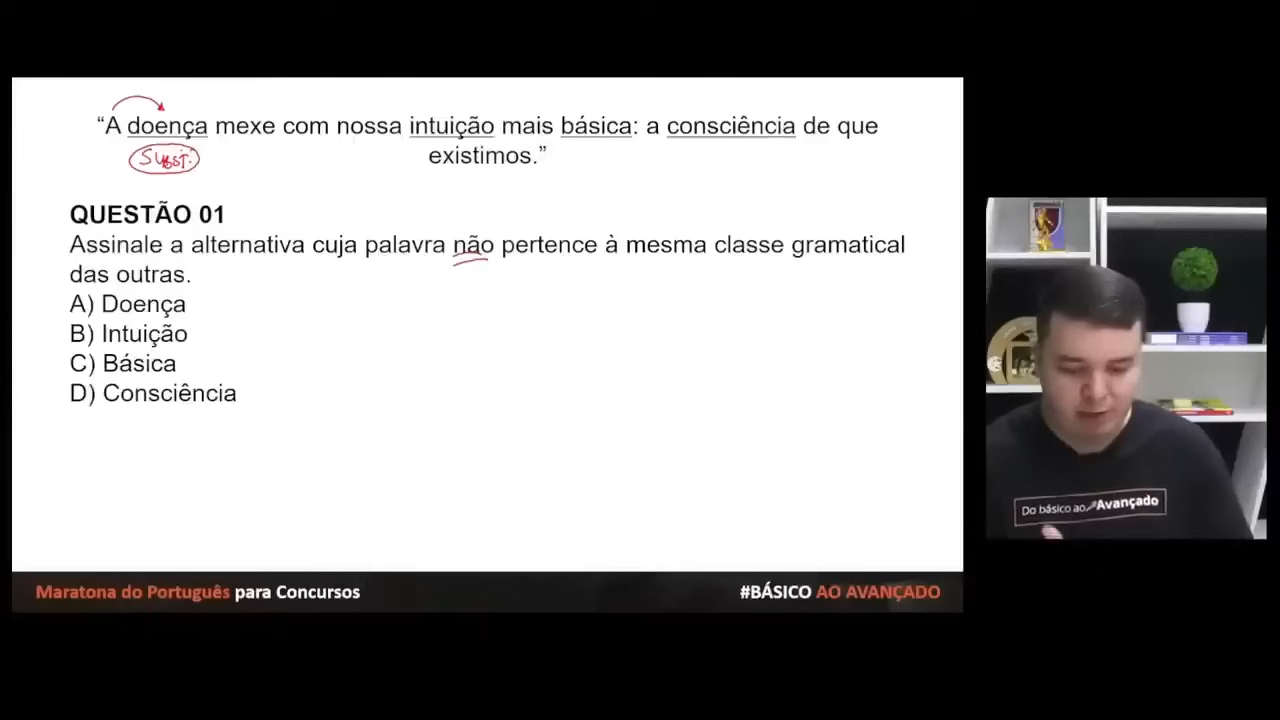 “A doença mexe com nossa intuição mais básica: a consciência de que
existimos.”
Subst.
QUESTÃO 01
Assinale a alternativa cuja palavra não pertence à mesma classe gramatical
das outras.
A) Doença
B) Intuição
C) Básica
D) Consciência
Do básico ao Avançado
Maratona do Português para Concursos
#BÁSICO AO AVANÇADO